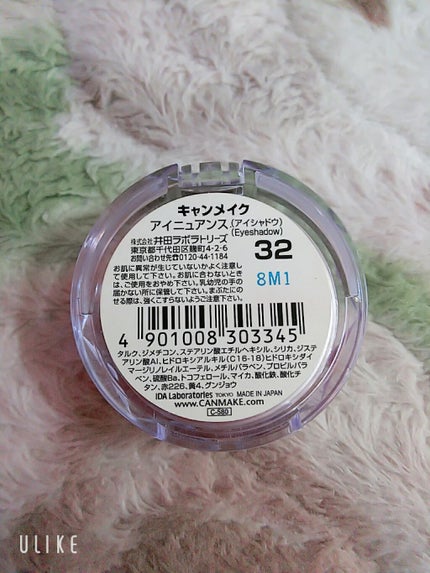 キャンメイク
アイニュアンス(アイシャドウ)
(Eyeshadow)
株式会社 井田ラボラトリーズ
東京都千代田区麹町4-2-6
お問い合わせ先☎0120-44-1184
32
8M1
お肌に異常が生じていないかよく注意し
て使用して下さい。お肌に合わないとき
は、ご使用をおやめ下さい。乳幼児の手の
届かない所に保管して下さい。まぶたにの
せる際は、強くこすらないようご注意下さい。
4 901008 303345
タルク、ジメチコン、ステアリン酸エチルヘキシル、シリカ、ジステ
アリン酸Al、ヒドロキシアルキル(C16-18)ヒドロキシダイ
マージリノレイルエーテル、メチルパラベン、プロピルパラ
ベン、硫酸Ba、トコフェロール、マイカ、酸化鉄、酸化チ
タン、赤226、黄4、グンジョウ
IDA Laboratories TOKYO MADE IN JAPAN
www.CANMAKE.com
C-580
ULIKE